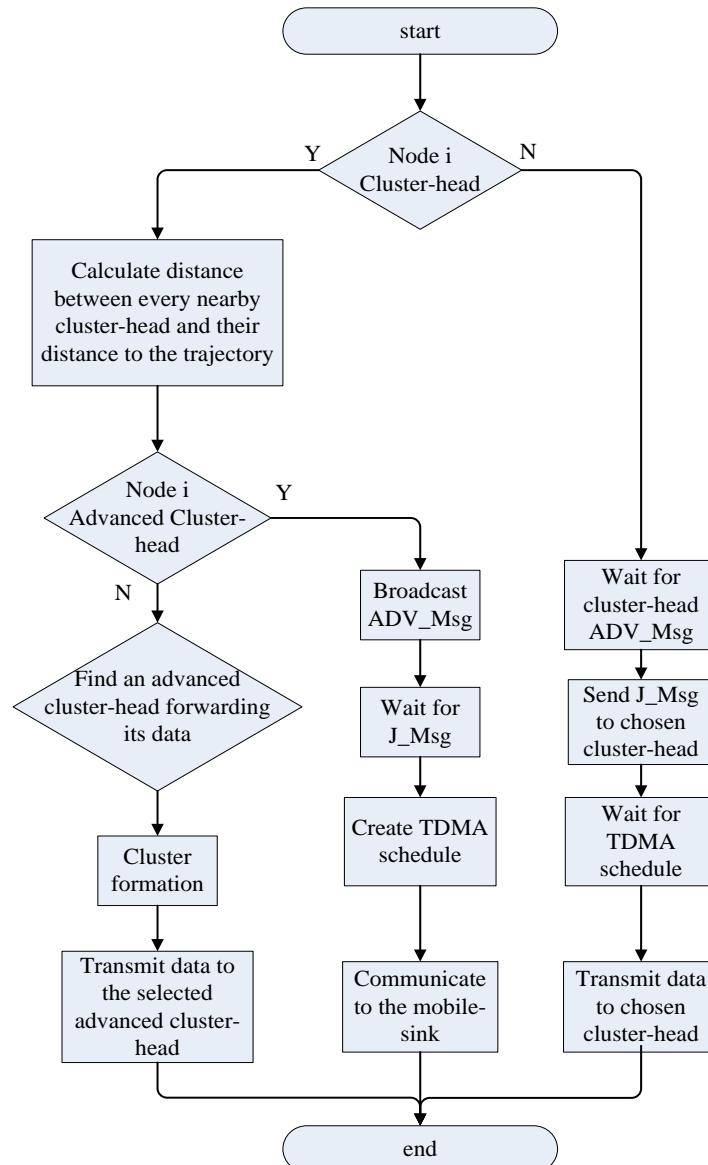 start
Node i
Cluster-head
Y
N
Calculate distance
between every nearby
cluster-head and their
distance to the trajectory
Node i
Advanced Cluster-
head
Y
N
Find an advanced
cluster-head forwarding
its data
Cluster
formation
Transmit data to
the selected
advanced cluster-
head
Broadcast
ADV_Msg
Wait for
J_Msg
Create TDMA
schedule
Communicate
to the mobile-
sink
Wait for
cluster-head
ADV_Msg
Send J_Msg
to chosen
cluster-head
Wait for
TDMA
schedule
Transmit data
to chosen
cluster-head
end